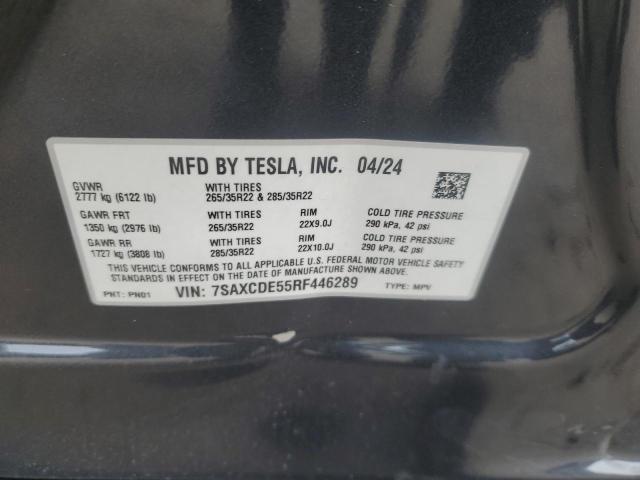 MFD BY TESLA, INC. 04/24
GVWR
2777 kg (6122 lb)
WITH TIRES
265/35R22 & 285/35R22
GAWR FRT
1350 kg (2976 lb)
WITH TIRES
265/35R22
RIM
22X9.0J
COLD TIRE PRESSURE
290 kPa, 42 psi
GAWR RR
1727 kg (3808 lb)
WITH TIRES
285/35R22
RIM
22X10.0J
COLD TIRE PRESSURE
290 kPa, 42 psi
THIS VEHICLE CONFORMS TO ALL APPLICABLE U.S. FEDERAL MOTOR VEHICLE SAFETY
STANDARDS IN EFFECT ON THE DATE OF MANUFACTURE SHOWN ABOVE.
PNT: PN01 VIN: 7SAXCDE55RF446289 TYPE: MPV